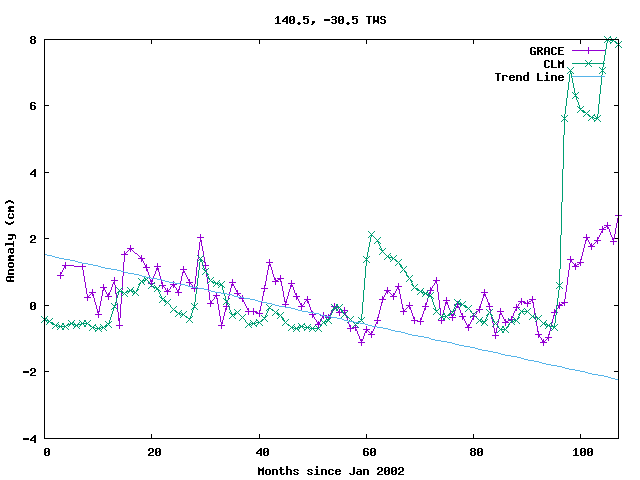 140.5, -30.5 TWS
GRACE
CLM
Trend Line
8
6
4
2
0
-2
-4
Anomaly (cm)
0 20 40 60 80 100
Months since Jan 2002